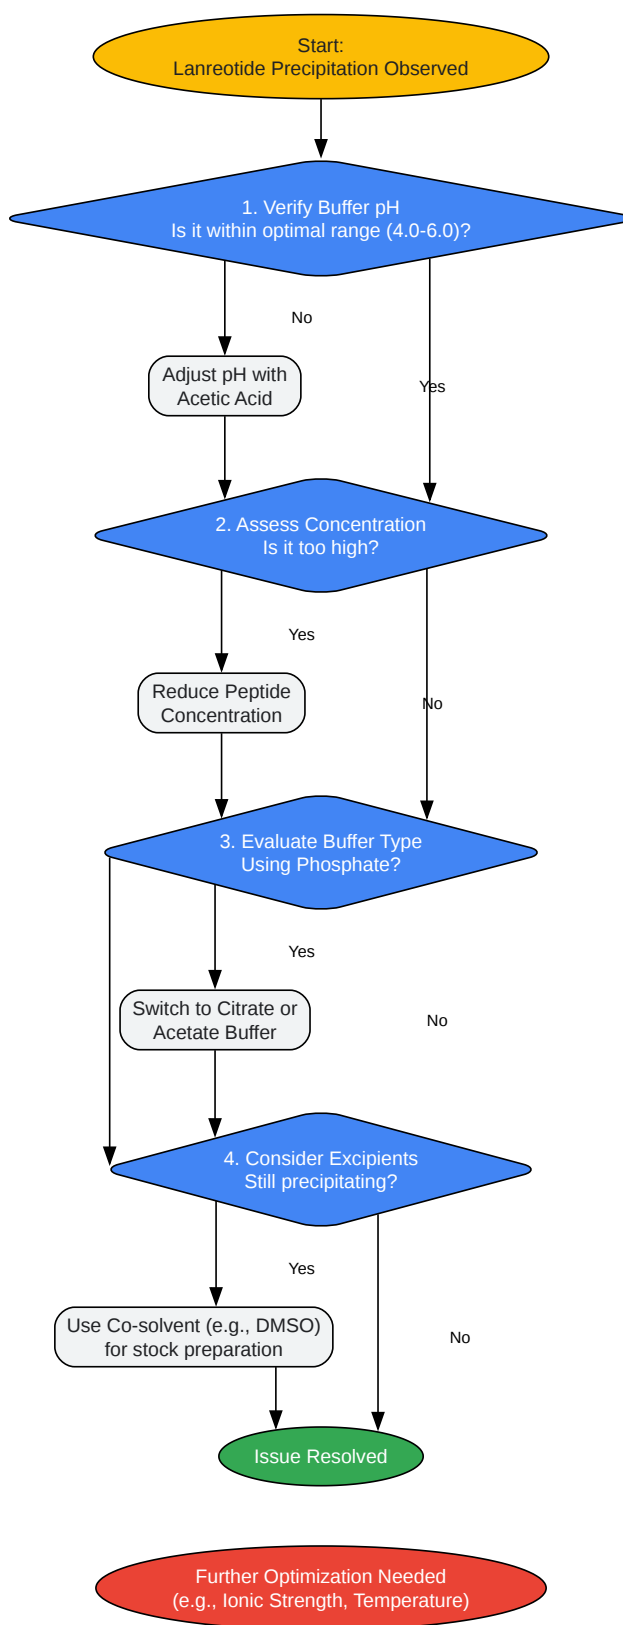 Start:
Lanreotide Precipitation Observed
1. Verify Buffer pH
Is it within optimal range (4.0-6.0)?
No
Adjust pH with
Acetic Acid
Yes
2. Assess Concentration
Is it too high?
Yes
Reduce Peptide
Concentration
No
3. Evaluate Buffer Type
Using Phosphate?
Yes
Switch to Citrate or
Acetate Buffer
No
4. Consider Excipients
Still precipitating?
Yes
Use Co-solvent (e.g., DMSO)
for stock preparation
No
Issue Resolved
Further Optimization Needed
(e.g., Ionic Strength, Temperature)